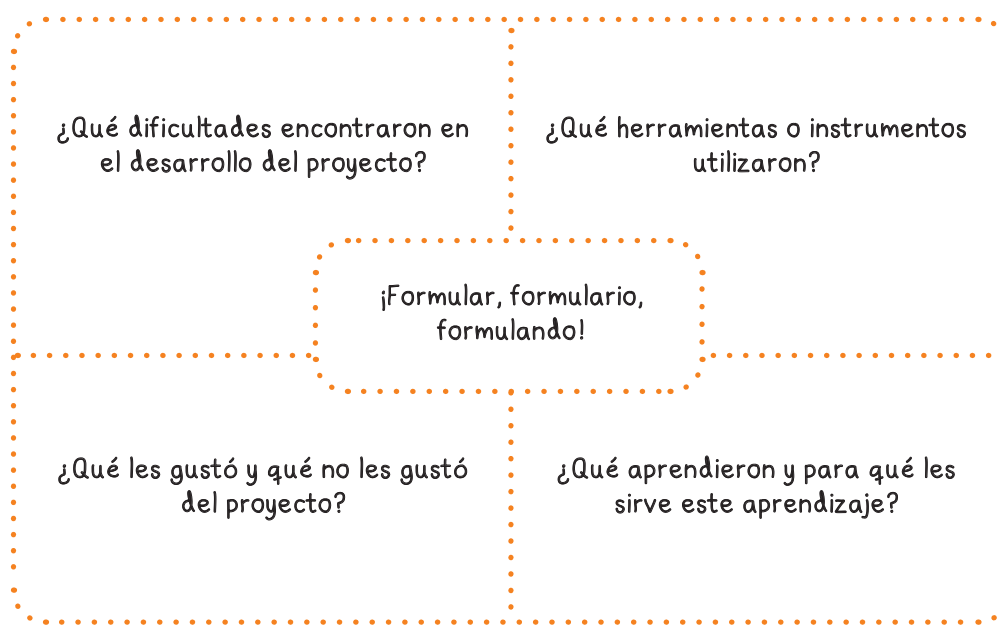 ¿Qué dificultades encontraron en
el desarrollo del proyecto?
¿Qué herramientas o instrumentos
utilizaron?
¡Formular, formulario,
formulando!
¿Qué les gustó y qué no les gustó
del proyecto?
¿Qué aprendieron y para qué les
sirve este aprendizaje?